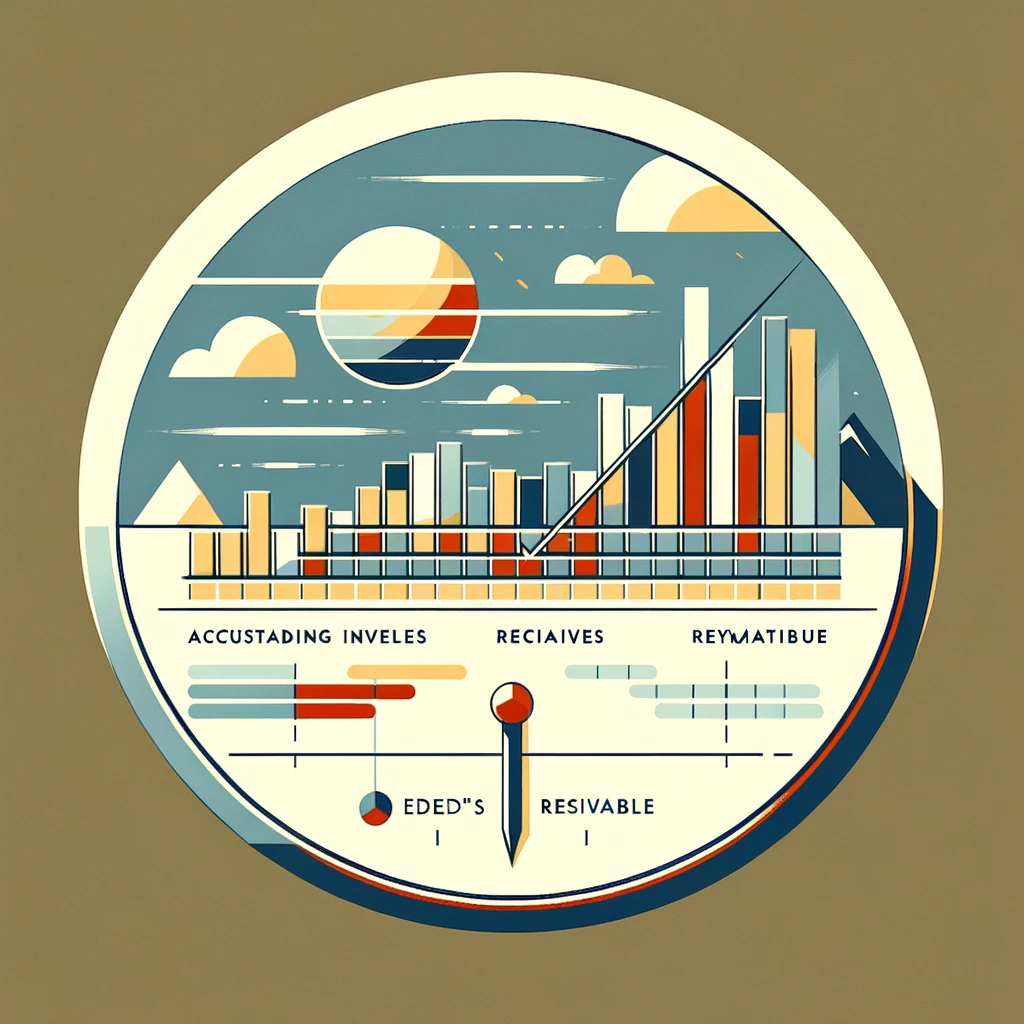 ACCUSTADING INVELES
RECIAIVES
REYMATIBUE
EDED"S
RESIVABLE